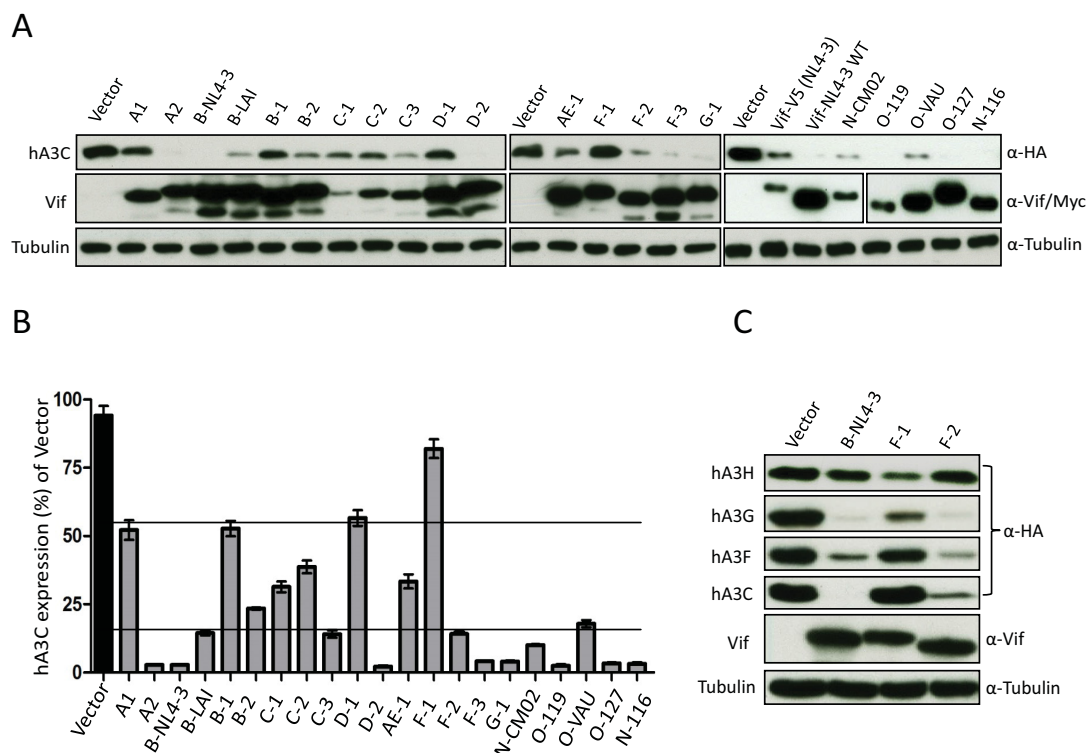 A
Vector A1 A2 B-NL4-3 B-LAI B-1 B-2 C-1 C-2 C-3 D-1 D-2 Vector AE-1 F-1 F-2 F-3 G-1 Vector Vif-V5 (NL4-3) Vif-NL4-3 WT N-CM02 O-119 O-VAU O-127 N-116
hA3C α-HA
Vif α-Vif/Myc
Tubulin α-Tubulin
B
hA3C expression (%) of Vector
100
75
50
25
0
Vector A1 A2 B-NL4-3 B-LAI B-1 B-2 C-1 C-2 C-3 D-1 D-2 AE-1 F-1 F-2 F-3 G-1 N-CM02 O-119 O-VAU O-127 N-116
C
Vector B-NL4-3 F-1 F-2
hA3H
hA3G
α-HA
hA3F
hA3C
Vif α-Vif
Tubulin α-Tubulin